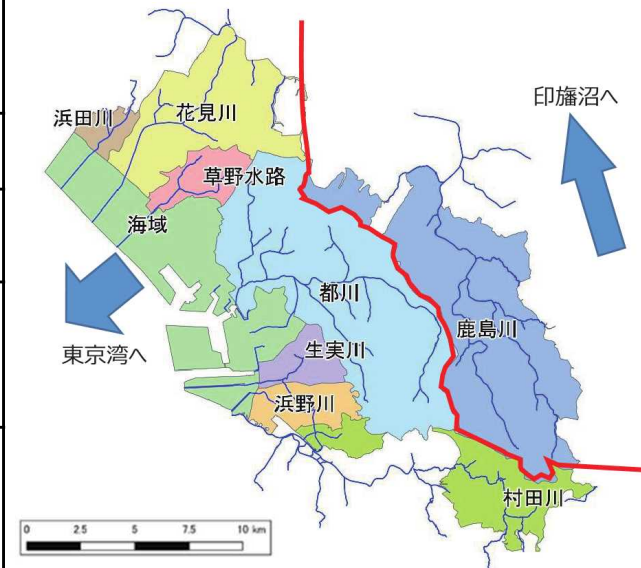 印旛沼へ
浜田川
花見川
草野水路
海域
都川
鹿島川
東京湾へ
生実川
浜野川
村田川
0 2.5 5 7.5 10 km